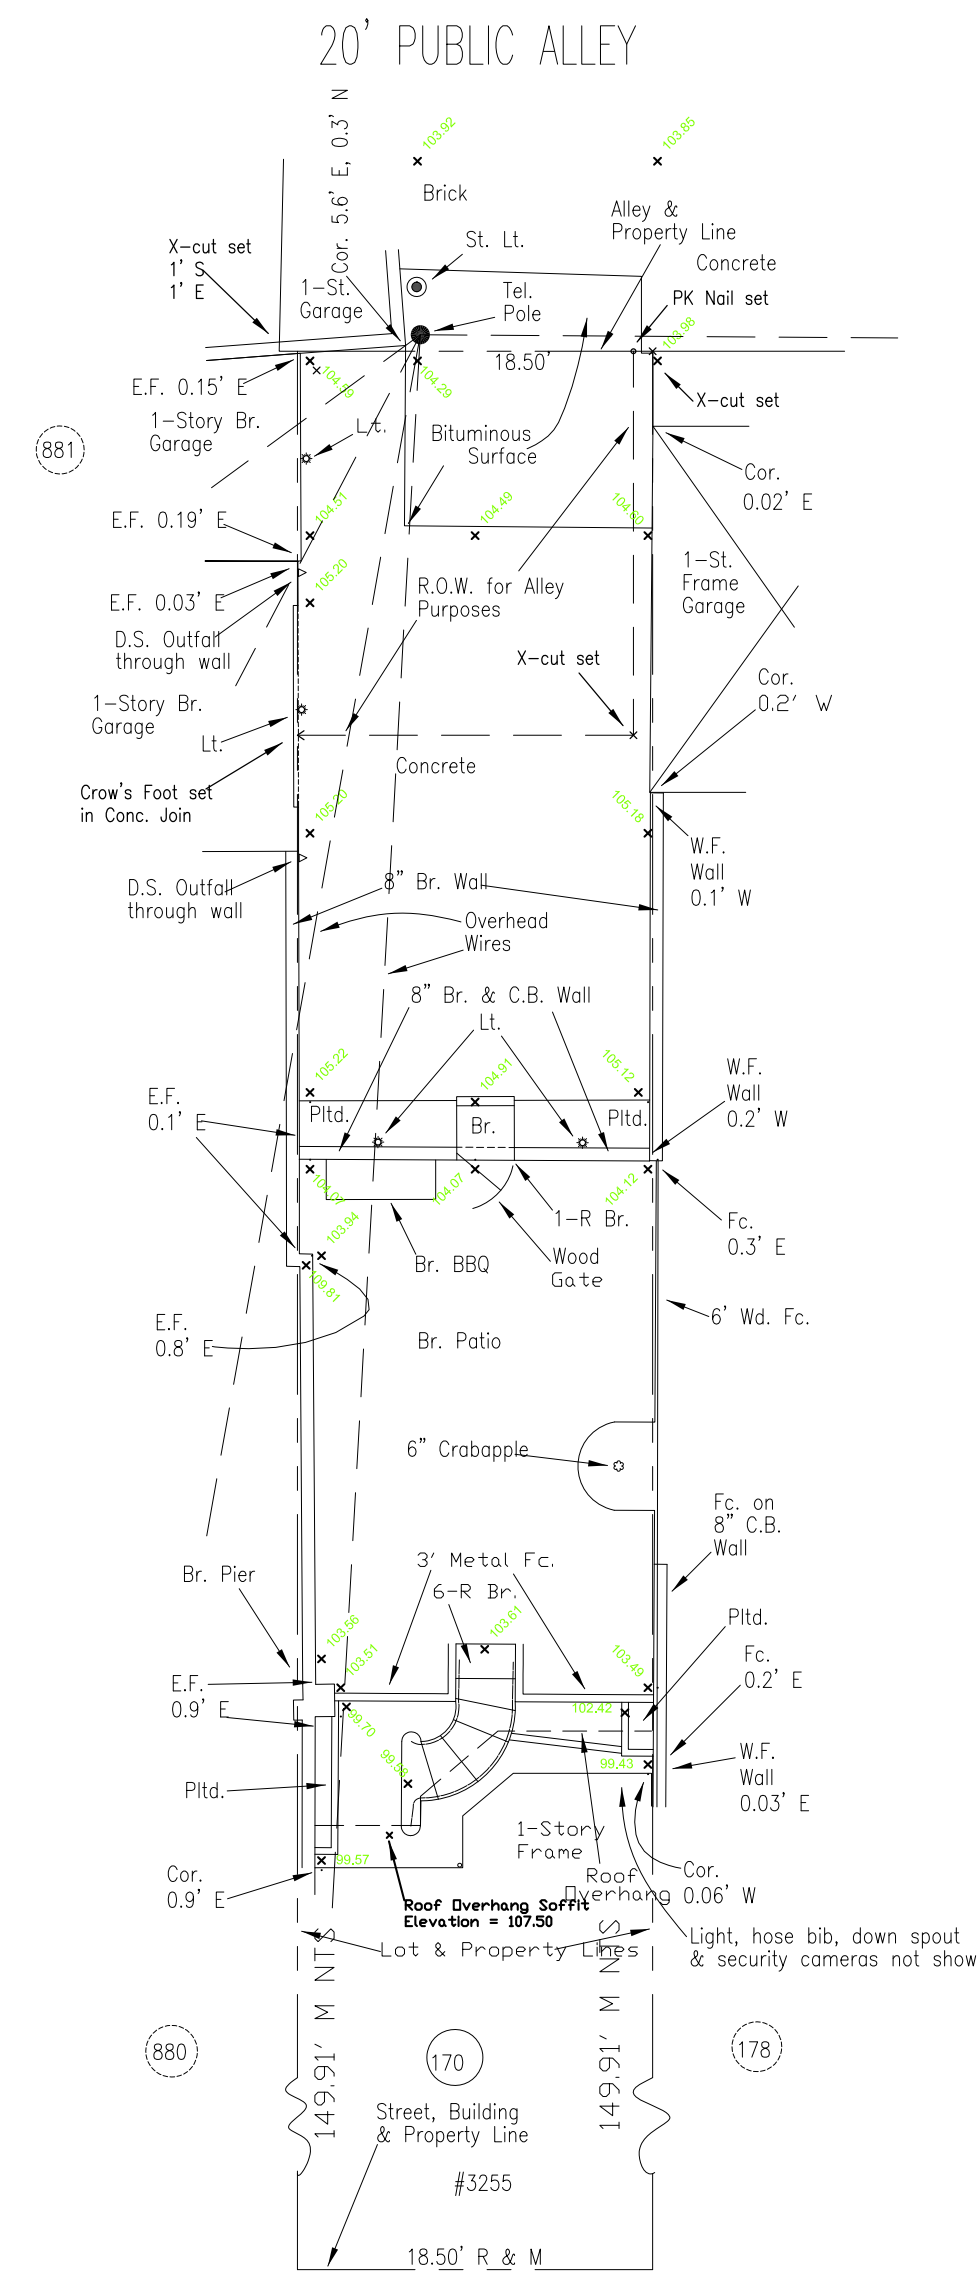 20' PUBLIC ALLEY
Cor. 5.6' E, 0.3' N
103.92
103.85
Brick
Alley &
Property Line
St. Lt.
X-cut set
1' S
1' E
Concrete
1-St.
Garage
Tel.
Pole
PK Nail set
103.98
18.50'
E.F. 0.15' E
104.59
104.29
X-cut set
1-Story Br.
Garage
Lt.
Bituminous
Surface
881
Cor.
0.02' E
E.F. 0.19' E
104.51
104.49
104.60
105.20
1-St.
Frame
Garage
R.O.W. for Alley
Purposes
E.F. 0.03' E
D.S. Outfall
through wall
X-cut set
Cor.
0.2' W
1-Story Br.
Garage
Lt.
Concrete
Crow's Foot set
in Conc. Join
105.20
105.18
W.F.
Wall
0.1' W
8" Br. Wall
D.S. Outfall
through wall
Overhead
Wires
8" Br. & C.B. Wall
Lt.
105.22
104.91
105.12
W.F.
Wall
0.2' W
E.F.
0.1' E
Pltd.
Br.
Pltd.
104.07
104.07
104.12
1-R Br.
Fc.
0.3' E
103.94
Br. BBQ
Wood
Gate
109.81
6' Wd. Fc.
E.F.
0.8' E
Br. Patio
6" Crabapple
Fc. on
8" C.B.
Wall
3' Metal Fc.
Br. Pier
6-R Br.
Pltd.
103.56
103.61
103.51
103.49
Fc.
0.2' E
E.F.
0.9' E
99.70
102.42
W.F.
Wall
0.03' E
99.43
Pltd.
1-Story
Frame
99.57
Roof
Overhang
Cor.
0.06' W
Cor.
0.9' E
Roof Overhang Soffit
Elevation = 107.50
Light, hose bib, down spout
& security cameras not show
Lot & Property Lines
149.91' M NTS
149.91' M NTS
880
170
178
Street, Building
& Property Line
#3255
18.50' R & M